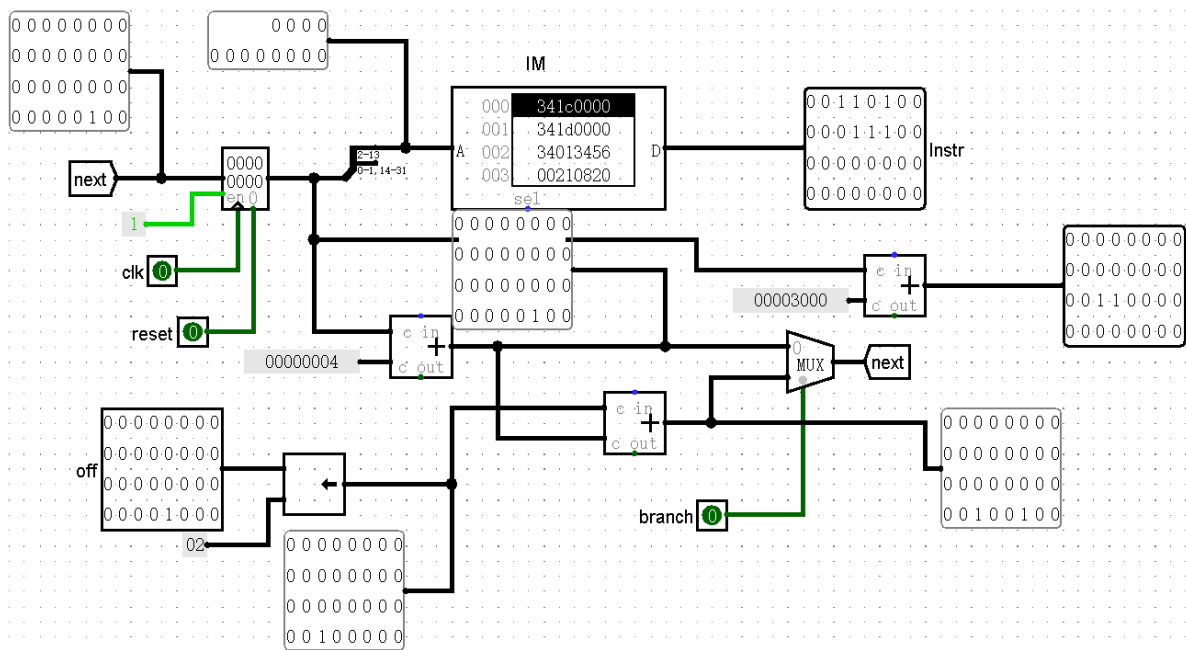 0 0 0 0 0 0 0 0
0 0 0 0 0 0 0 0
0 0 0 0 0 0 0 0
0 0 0 0 0 1 0 0
0 0 0 0
0 0 0 0 0 0 0 0
IM
000 341c0000
001 341d0000
002 34013456
003 00210820
A
D
sel
0 0 1 1 0 1 0 0
0 0 0 1 1 1 0 0
0 0 0 0 0 0 0 0
0 0 0 0 0 0 0 0
Instr
2-13
0-1,14-31
next
0000
0000
en 0
1
clk 0
reset 0
0 0 0 0 0 0 0 0
0 0 0 0 0 0 0 0
0 0 0 0 0 0 0 0
0 0 0 0 0 1 0 0
00003000
c in
+
c out
0 0 0 0 0 0 0 0
0 0 0 0 0 0 0 0
0 0 1 1 0 0 0 0
0 0 0 0 0 0 0 0
00000004
c in
+
c out
0
MUX
next
off
0 0 0 0 0 0 0 0
0 0 0 0 0 0 0 0
0 0 0 0 0 0 0 0
0 0 0 0 1 0 0 0
02
c in
+
c out
branch 0
0 0 0 0 0 0 0 0
0 0 0 0 0 0 0 0
0 0 0 0 0 0 0 0
0 0 1 0 0 1 0 0
0 0 0 0 0 0 0 0
0 0 0 0 0 0 0 0
0 0 0 0 0 0 0 0
0 0 1 0 0 0 0 0